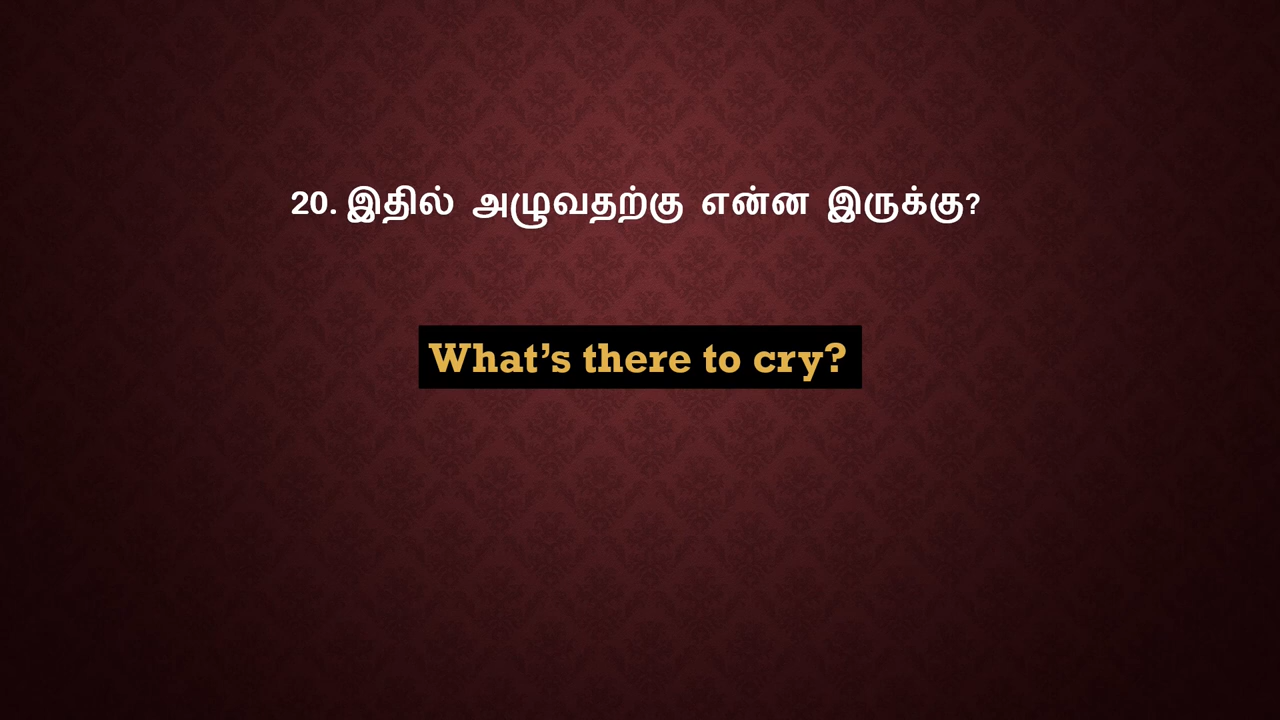 20. இதில் அழுவதற்கு என்ன இருக்கு?
What's there to cry?